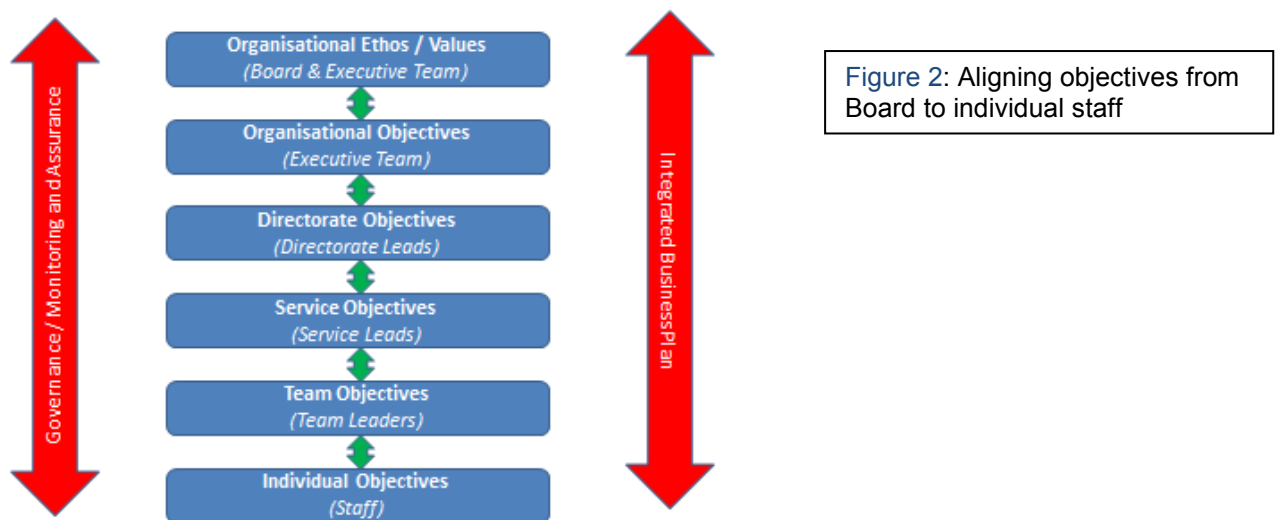 Governance / Monitoring and Assurance
Organisational Ethos / Values
(Board & Executive Team)
Organisational Objectives
(Executive Team)
Directorate Objectives
(Directorate Leads)
Service Objectives
(Service Leads)
Team Objectives
(Team Leaders)
Individual Objectives
(Staff)
Integrated BusinessPlan
Figure 2: Aligning objectives from
Board to individual staff